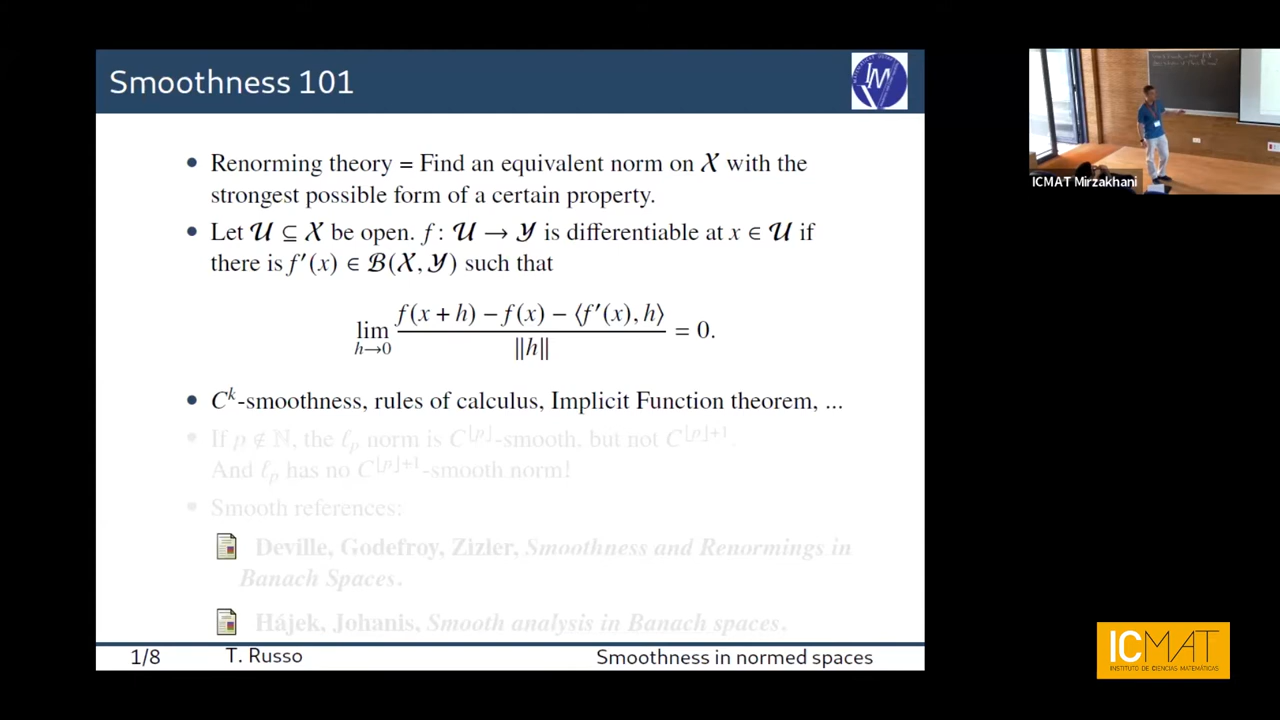 Smoothness 101
• Renorming theory = Find an equivalent norm on 𝒳 with the
strongest possible form of a certain property.
• Let 𝒰 ⊆ 𝒳 be open. f : 𝒰 → 𝒴 is differentiable at x ∈ 𝒰 if
there is f′(x) ∈ ℬ(𝒳, 𝒴) such that
lim h→0 f(x + h) − f(x) − ⟨f′(x), h⟩ / ‖h‖ = 0.
• Cᵏ-smoothness, rules of calculus, Implicit Function theorem, ...
• If p ∉ ℕ, the ℓₚ norm is C^⌊p⌋-smooth, but not C^⌊p⌋+1.
And ℓₚ has no C^⌊p⌋+1-smooth norm!
• Smooth references:
Deville, Godefroy, Zizler, Smoothness and Renormings in
Banach Spaces.
Hájek, Johanis, Smooth analysis in Banach spaces.
1/8 T. Russo Smoothness in normed spaces
ICMAT Mirzakhani
ICMAT
INSTITUTO DE CIENCIAS MATEMÁTICAS